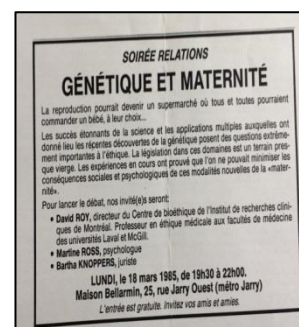 SOIRÉE RELATIONS
GÉNÉTIQUE ET MATERNITÉ
La reproduction pourrait devenir un supermarché où tous et toutes pourraient
commander un bébé, à leur choix...
Les succès étonnants de la science et les applications multiples auxquelles ont
donné lieu les récentes découvertes de la génétique posent des questions extrême-
ment importantes à l'éthique. La législation dans ces domaines est un terrain pres-
que vierge. Les expériences en cours ont prouvé que l'on ne pouvait minimiser les
conséquences sociales et psychologiques de ces modalités nouvelles de la «mater-
nité».
Pour lancer le débat, nos invité(e)s seront:
• David ROY, directeur du Centre de bioéthique de l'Institut de recherches clini-
ques de Montréal. Professeur en éthique médicale aux facultés de médecine
des universités Laval et McGill.
• Martine ROSS, psychologue
• Bartha KNOPPERS, juriste
LUNDI, le 18 mars 1985, de 19h30 à 22h00.
Maison Bellarmin, 25, rue Jarry Ouest (métro Jarry)
L'entrée est gratuite. Invitez vos amis et amies.